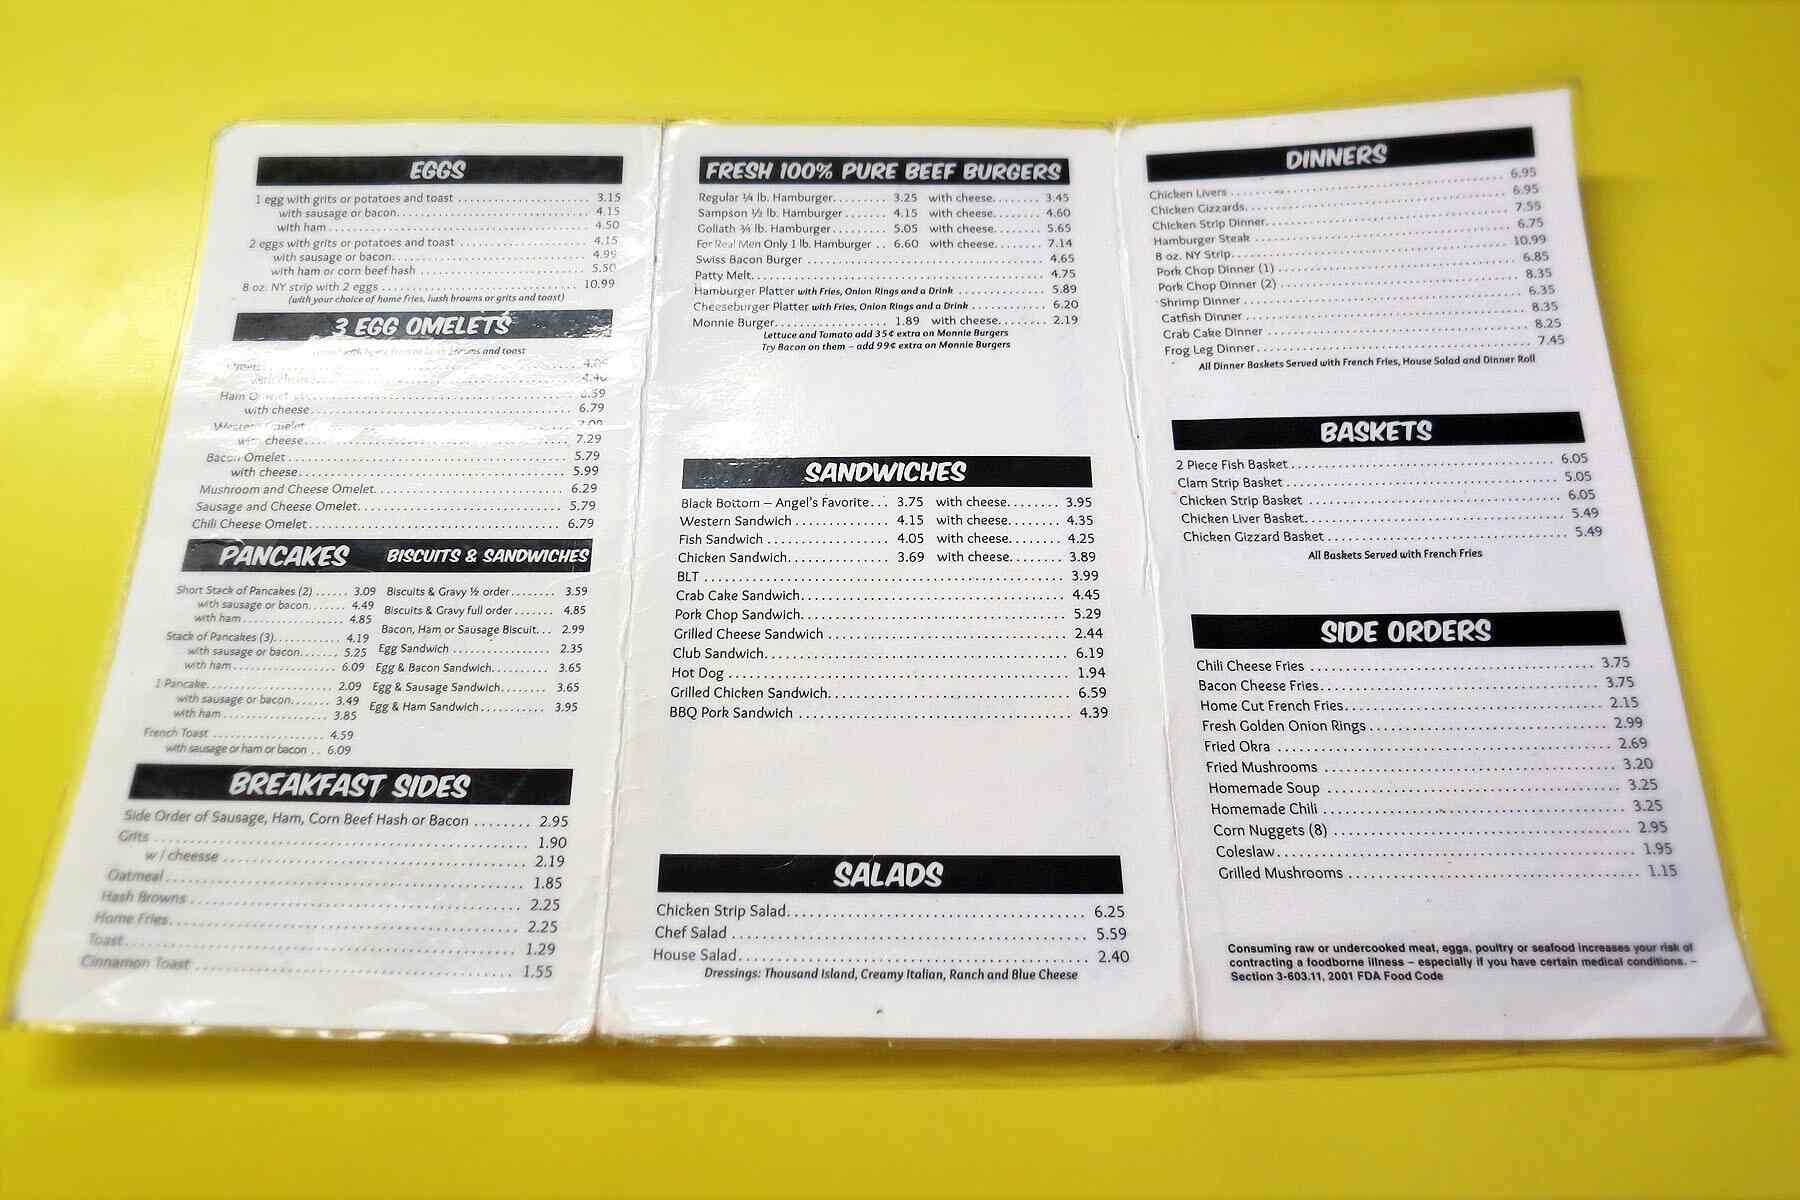 EGGS
1 egg with grits or potatoes and toast 3.15
with sausage or bacon 4.15
with ham 4.50
2 eggs with grits or potatoes and toast 4.15
with sausage or bacon 4.99
with ham or corn beef hash 5.50
8 oz. NY strip with 2 eggs 10.99
(with your choice of home fries, hash browns or grits and toast)
3 EGG OMELETS
and toast
with cheese
Ham Omelet 6.59
with cheese 6.79
Western Omelet
with cheese 7.29
Bacon Omelet 5.79
with cheese 5.99
Mushroom and Cheese Omelet 6.29
Sausage and Cheese Omelet 5.79
Chili Cheese Omelet 6.79
PANCAKES
Short Stack of Pancakes (2) 3.09
with sausage or bacon 4.49
with ham 4.85
Stack of Pancakes (3) 4.19
with sausage or bacon 5.25
with ham 6.09
1 Pancake 2.09
with sausage or bacon 3.49
with ham 3.85
French Toast 4.59
with sausage or ham or bacon 6.09
BISCUITS & SANDWICHES
Biscuits & Gravy ½ order 3.59
Biscuits & Gravy full order 4.85
Bacon, Ham or Sausage Biscuit 2.99
Egg Sandwich 2.35
Egg & Bacon Sandwich 3.65
Egg & Sausage Sandwich 3.65
Egg & Ham Sandwich 3.95
BREAKFAST SIDES
Side Order of Sausage, Ham, Corn Beef Hash or Bacon 2.95
Grits 1.90
w / cheesse 2.19
Oatmeal 1.85
Hash Browns 2.25
Home Fries 2.25
Toast 1.29
Cinnamon Toast 1.55
FRESH 100% PURE BEEF BURGERS
Regular ¼ lb. Hamburger 3.25 with cheese 3.45
Sampson ½ lb. Hamburger 4.15 with cheese 4.60
Goliath ¾ lb. Hamburger 5.05 with cheese 5.65
For Real Men Only 1 lb. Hamburger 6.60 with cheese 7.14
Swiss Bacon Burger 4.65
Patty Melt 4.75
Hamburger Platter with Fries, Onion Rings and a Drink 5.89
Cheeseburger Platter with Fries, Onion Rings and a Drink 6.20
Monnie Burger 1.89 with cheese 2.19
Lettuce and Tomato add 35¢ extra on Monnie Burgers
Try Bacon on them – add 99¢ extra on Monnie Burgers
SANDWICHES
Black Bottom – Angel's Favorite 3.75 with cheese 3.95
Western Sandwich 4.15 with cheese 4.35
Fish Sandwich 4.05 with cheese 4.25
Chicken Sandwich 3.69 with cheese 3.89
BLT 3.99
Crab Cake Sandwich 4.45
Pork Chop Sandwich 5.29
Grilled Cheese Sandwich 2.44
Club Sandwich 6.19
Hot Dog 1.94
Grilled Chicken Sandwich 6.59
BBQ Pork Sandwich 4.39
SALADS
Chicken Strip Salad 6.25
Chef Salad 5.59
House Salad 2.40
Dressings: Thousand Island, Creamy Italian, Ranch and Blue Cheese
DINNERS
Chicken Livers 6.95
Chicken Gizzards 6.95
Chicken Strip Dinner 7.55
Hamburger Steak 6.75
8 oz. NY Strip 10.99
Pork Chop Dinner (1) 6.85
Pork Chop Dinner (2) 8.35
Shrimp Dinner 6.35
Catfish Dinner 8.35
Crab Cake Dinner 8.25
Frog Leg Dinner 7.45
All Dinner Baskets Served with French Fries, House Salad and Dinner Roll
BASKETS
2 Piece Fish Basket 6.05
Clam Strip Basket 5.05
Chicken Strip Basket 6.05
Chicken Liver Basket 5.49
Chicken Gizzard Basket 5.49
All Baskets Served with French Fries
SIDE ORDERS
Chili Cheese Fries 3.75
Bacon Cheese Fries 3.75
Home Cut French Fries 2.15
Fresh Golden Onion Rings 2.99
Fried Okra 2.69
Fried Mushrooms 3.20
Homemade Soup 3.25
Homemade Chili 3.25
Corn Nuggets (8) 2.95
Coleslaw 1.95
Grilled Mushrooms 1.15
Consuming raw or undercooked meat, eggs, poultry or seafood increases your risk of
contracting a foodborne illness – especially if you have certain medical conditions. –
Section 3-603.11, 2001 FDA Food Code